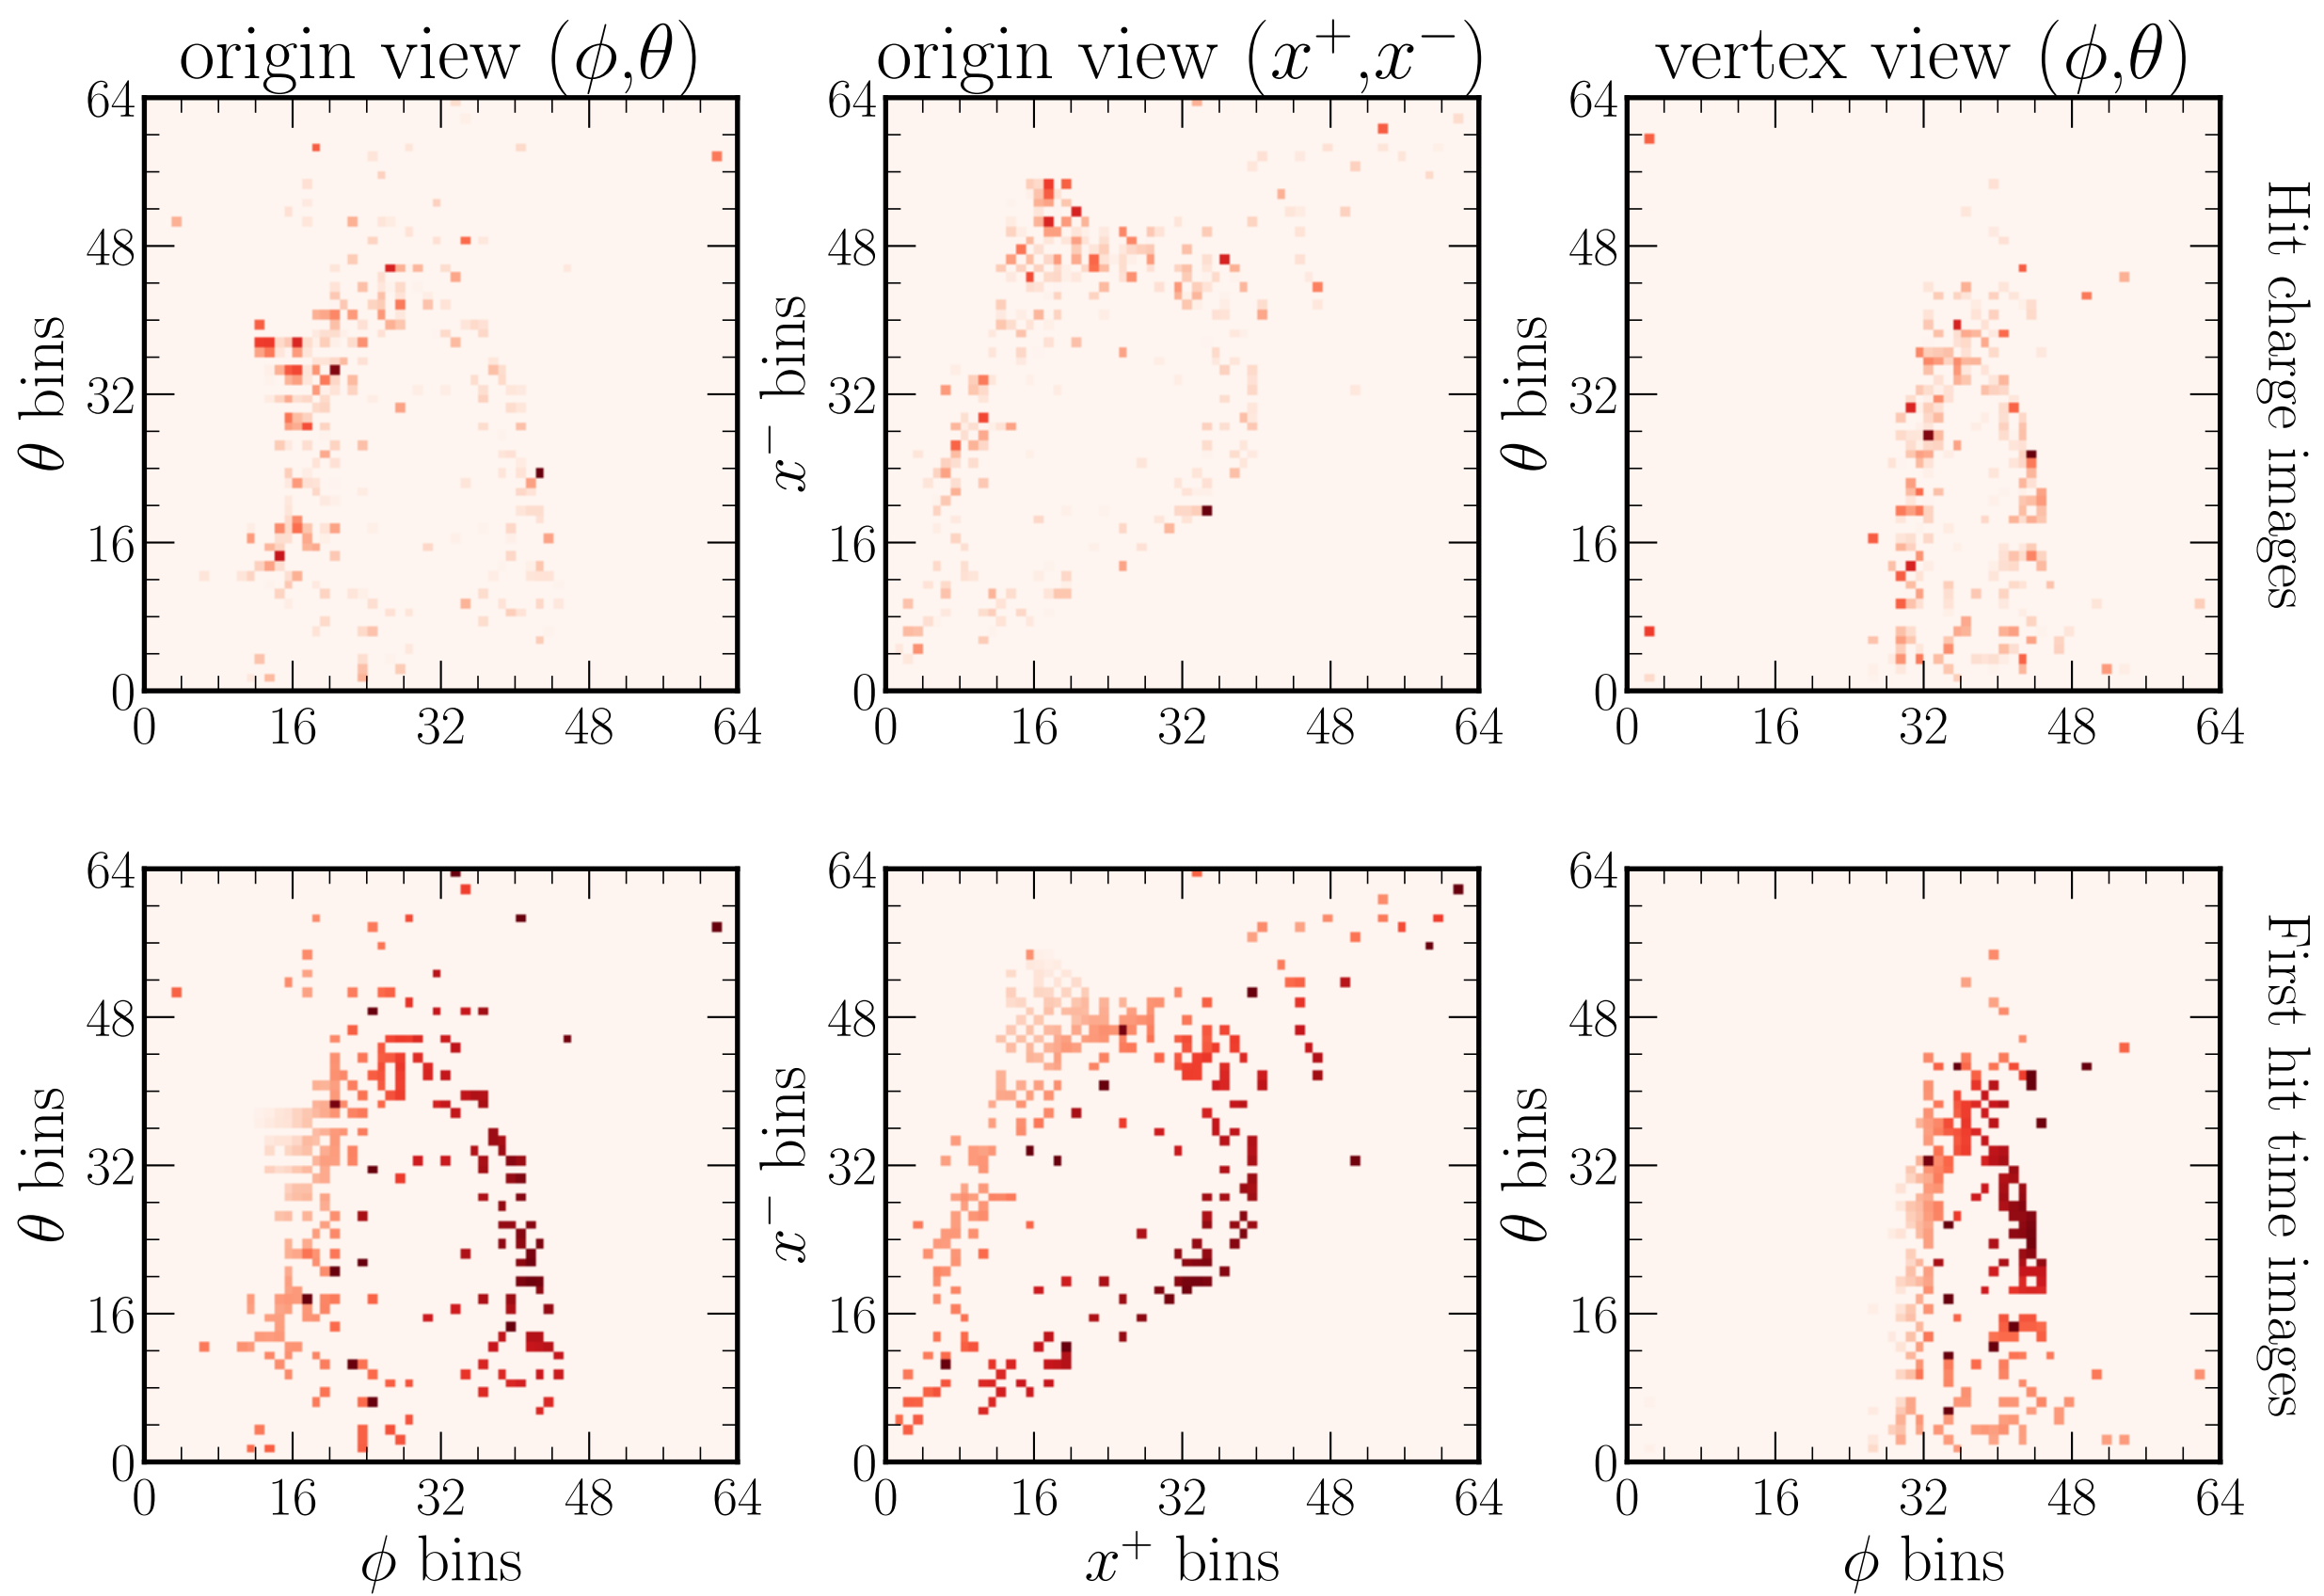 origin view (ϕ,θ)
origin view (x⁺,x⁻)
vertex view (ϕ,θ)
64
48
32
16
0
θ bins
0 16 32 48 64
64
48
32
16
0
x⁻ bins
0 16 32 48 64
64
48
32
16
0
θ bins
0 16 32 48 64
Hit charge images
64
48
32
16
0
θ bins
0 16 32 48 64
ϕ bins
64
48
32
16
0
x⁻ bins
0 16 32 48 64
x⁺ bins
64
48
32
16
0
θ bins
0 16 32 48 64
ϕ bins
First hit time images